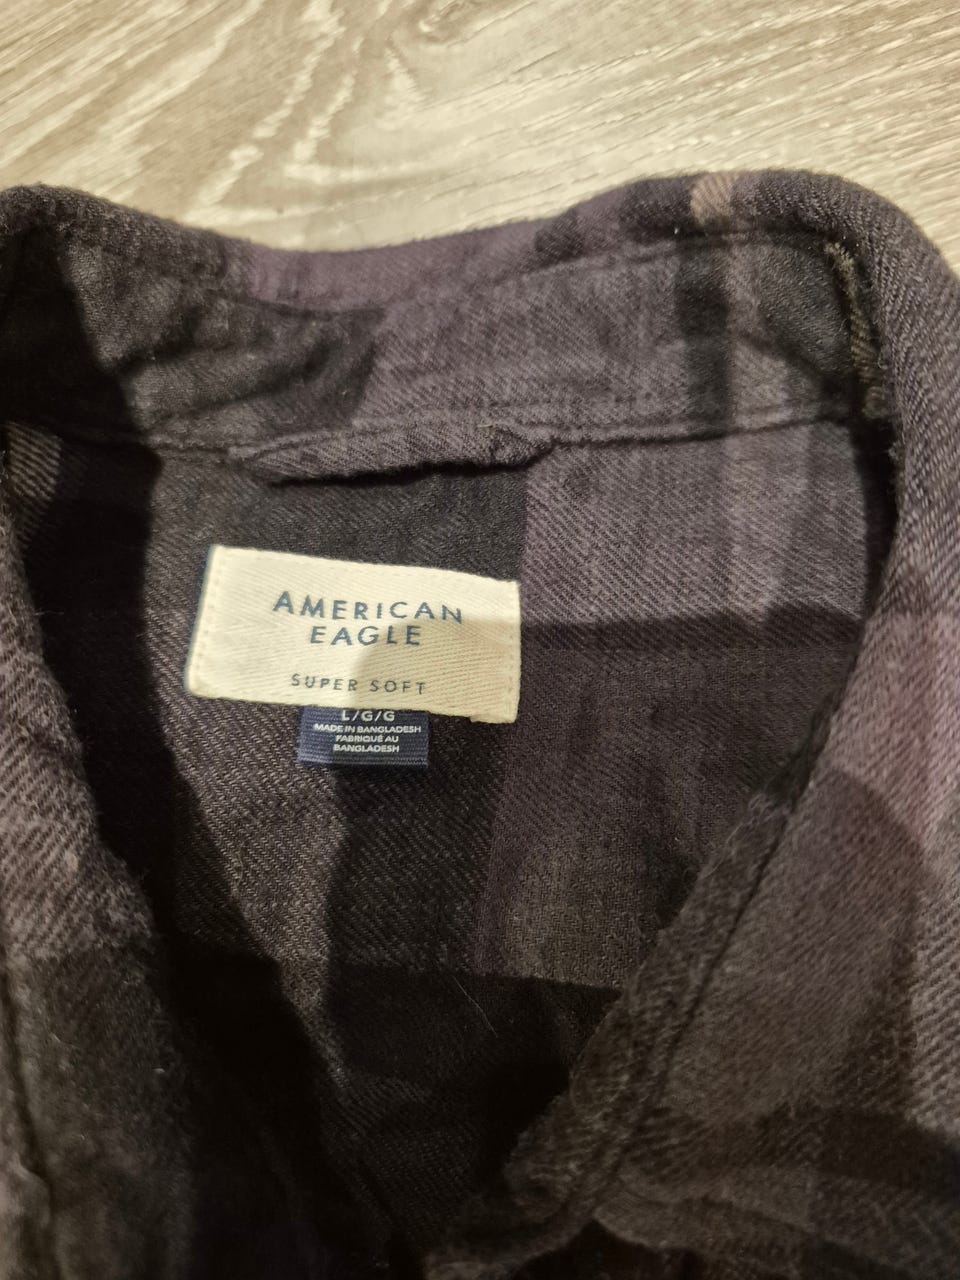 AMERICAN
EAGLE
SUPER SOFT
L/G/G
MADE IN BANGLADESH
FABRIQUÉ AU
BANGLADESH